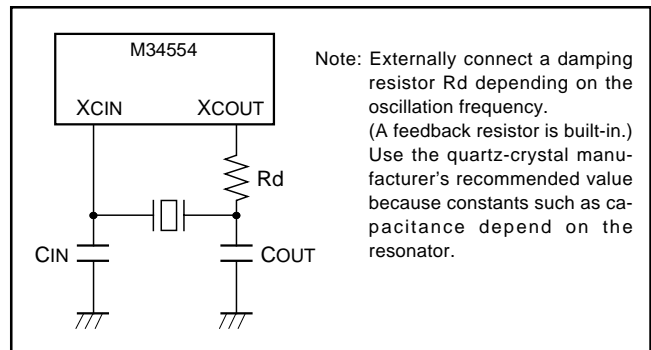 M34554
XCIN XCOUT
Rd
CIN COUT
Note: Externally connect a damping
resistor Rd depending on the
oscillation frequency.
(A feedback resistor is built-in.)
Use the quartz-crystal manu-
facturer's recommended value
because constants such as ca-
pacitance depend on the
resonator.